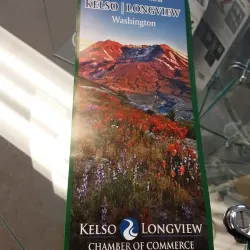 KELSO | LONGVIEW
Washington
KELSO LONGVIEW
CHAMBER OF COMMERCE